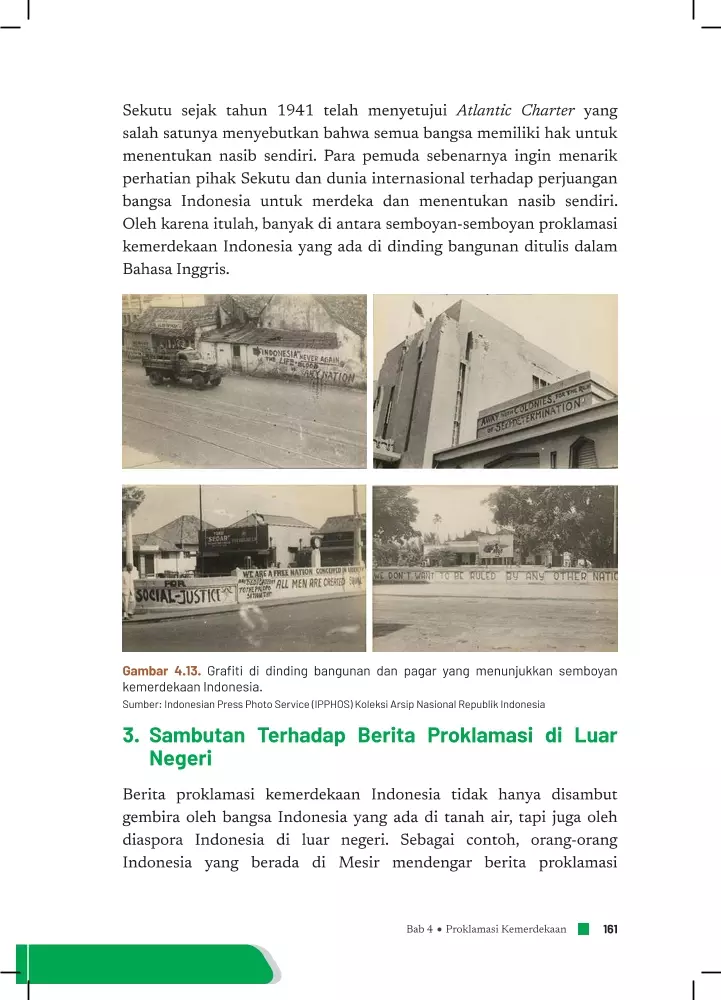 Sekutu sejak tahun 1941 telah menyetujui Atlantic Charter yang
salah satunya menyebutkan bahwa semua bangsa memiliki hak untuk
menentukan nasib sendiri. Para pemuda sebenarnya ingin menarik
perhatian pihak Sekutu dan dunia internasional terhadap perjuangan
bangsa Indonesia untuk merdeka dan menentukan nasib sendiri.
Oleh karena itulah, banyak di antara semboyan-semboyan proklamasi
kemerdekaan Indonesia yang ada di dinding bangunan ditulis dalam
Bahasa Inggris.
INDONESIA" NEVER AGAIN
THE LIFE-BLOOD
OF ANY NATION
AWAY WITH COLONIES, FOR THE
OF SELFDETERMINATION
"SEGAR"
WE ARE A FREE NATION CONCEIVED IN
FOR
SOCIAL-JUSTICE
ALL MEN ARE CREATED
WE DON'T WANT TO BE RULED BY ANY OTHER NATIO
Gambar 4.13. Grafiti di dinding bangunan dan pagar yang menunjukkan semboyan
kemerdekaan Indonesia.
Sumber: Indonesian Press Photo Service (IPPHOS) Koleksi Arsip Nasional Republik Indonesia
3. Sambutan Terhadap Berita Proklamasi di Luar
Negeri
Berita proklamasi kemerdekaan Indonesia tidak hanya disambut
gembira oleh bangsa Indonesia yang ada di tanah air, tapi juga oleh
diaspora Indonesia di luar negeri. Sebagai contoh, orang-orang
Indonesia yang berada di Mesir mendengar berita proklamasi
Bab 4 • Proklamasi Kemerdekaan 161